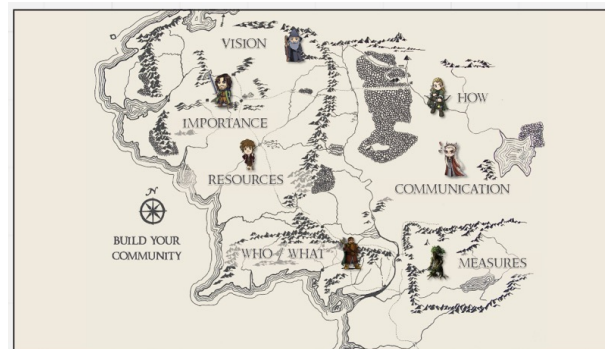 VISION
HOW
IMPORTANCE
RESOURCES
COMMUNICATION
N
BUILD YOUR
COMMUNITY
WHO & WHAT
MEASURES